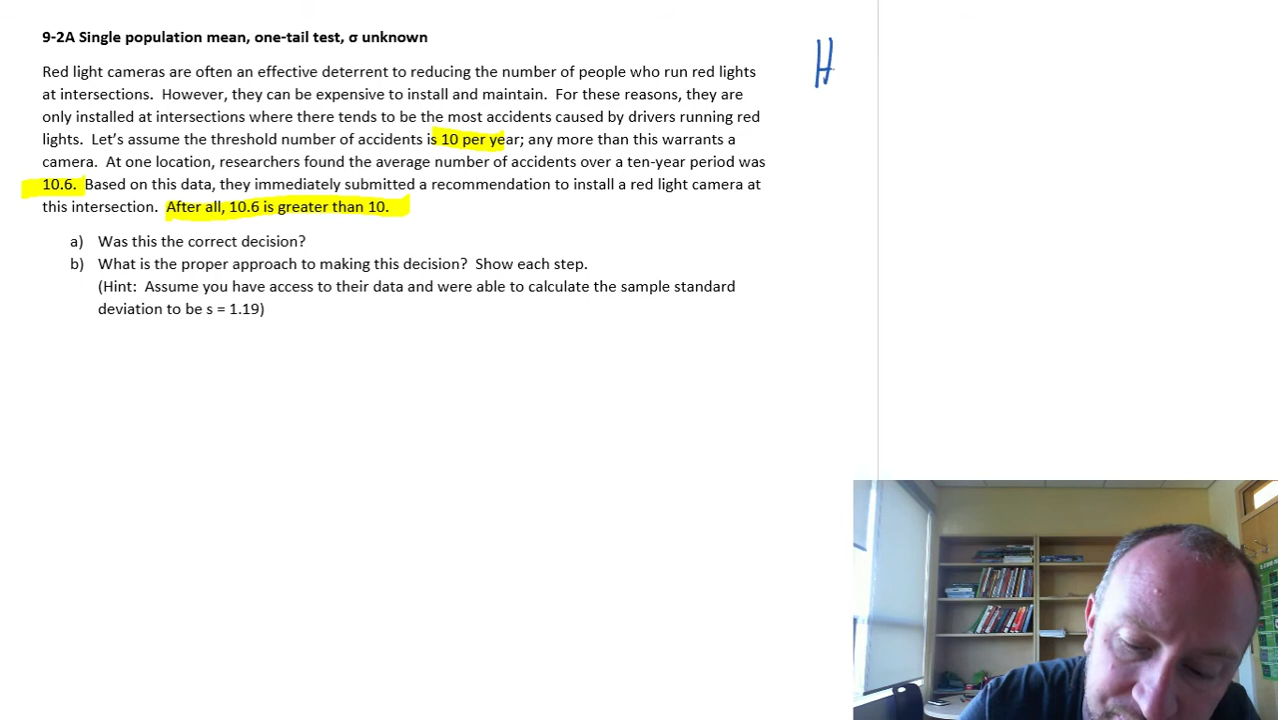 9-2A Single population mean, one-tail test, σ unknown
H
Red light cameras are often an effective deterrent to reducing the number of people who run red lights
at intersections. However, they can be expensive to install and maintain. For these reasons, they are
only installed at intersections where there tends to be the most accidents caused by drivers running red
lights. Let's assume the threshold number of accidents is 10 per year; any more than this warrants a
camera. At one location, researchers found the average number of accidents over a ten-year period was
10.6. Based on this data, they immediately submitted a recommendation to install a red light camera at
this intersection. After all, 10.6 is greater than 10.
a) Was this the correct decision?
b) What is the proper approach to making this decision? Show each step.
(Hint: Assume you have access to their data and were able to calculate the sample standard
deviation to be s = 1.19)